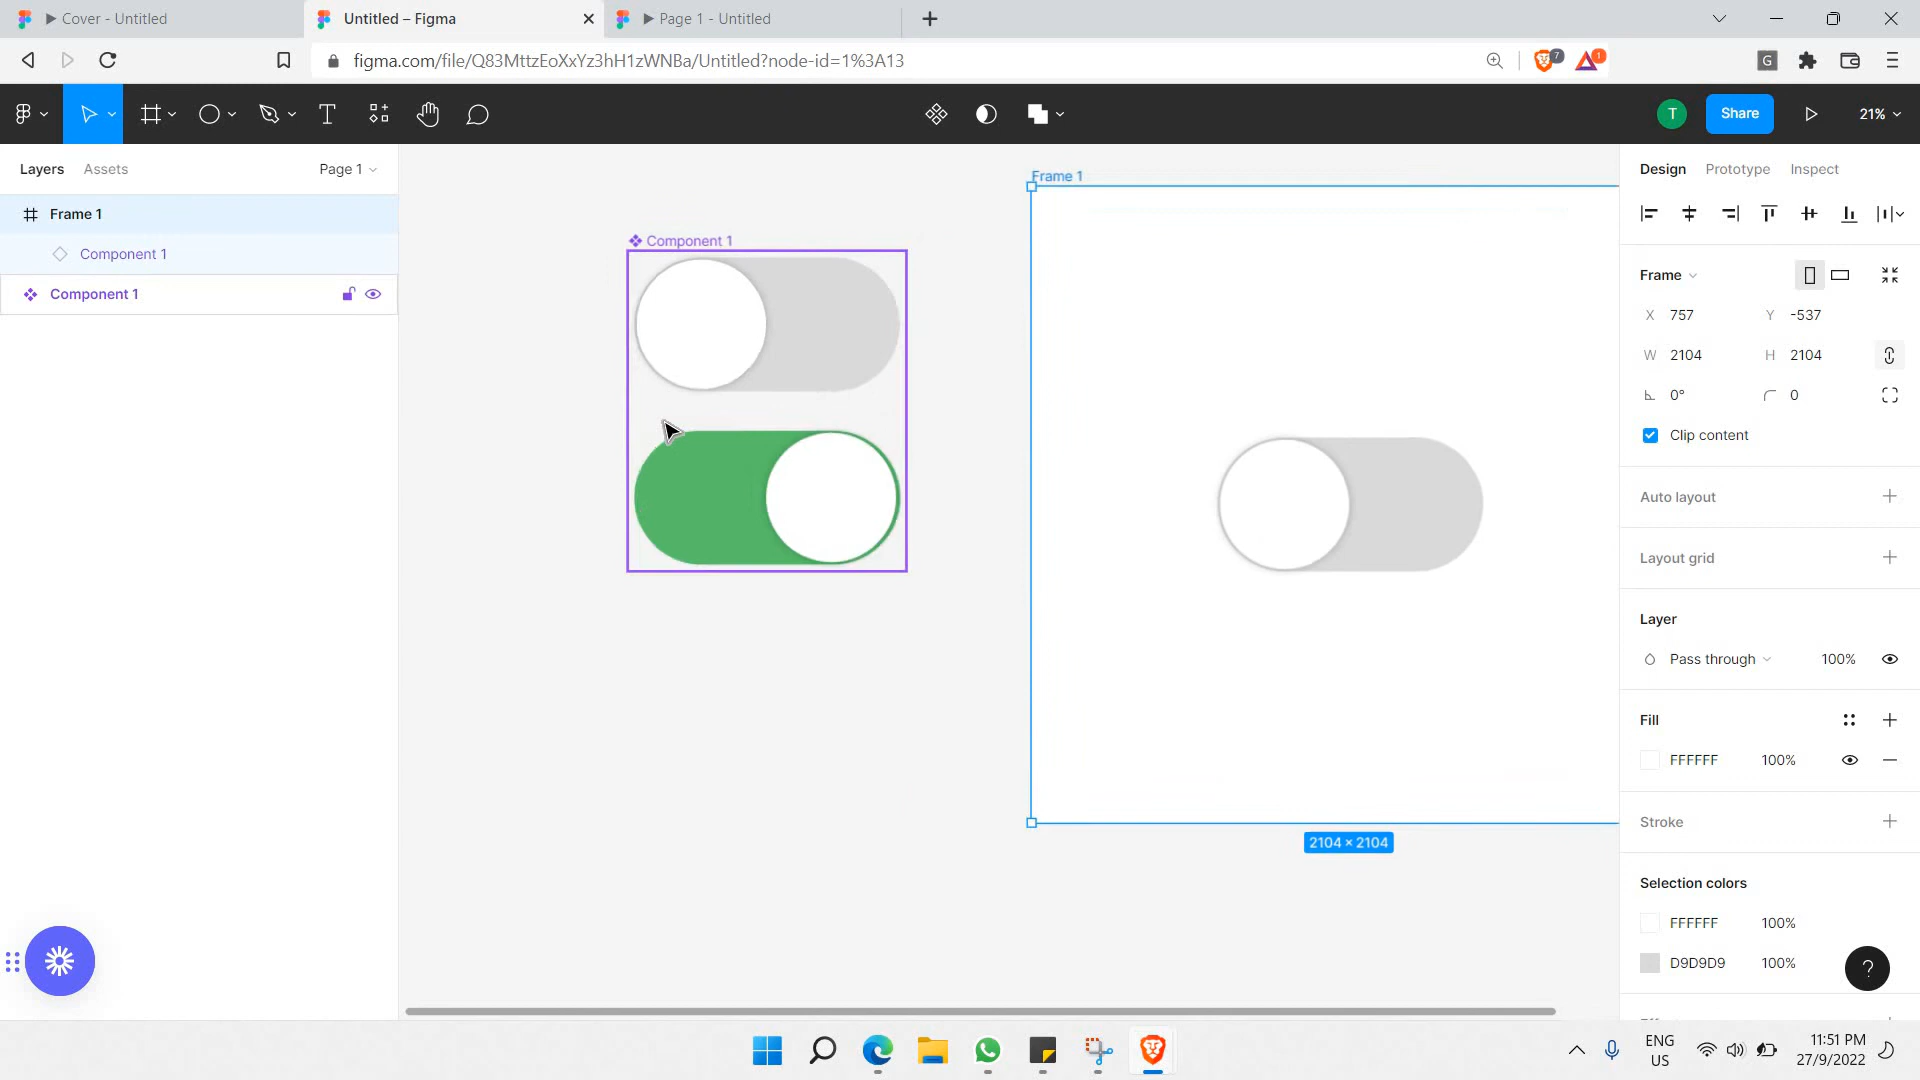 Cover - Untitled
Untitled – Figma
Page 1 - Untitled
figma.com/file/Q83MttzEoXxYz3hH1zWNBa/Untitled?node-id=1%3A13
7
1
G
T
Share
21%
Layers
Assets
Page 1
Frame 1
Component 1
Component 1
Component 1
Frame 1
2104 × 2104
Design
Prototype
Inspect
Frame
X 757
Y -537
W 2104
H 2104
0°
0
Clip content
Auto layout
Layout grid
Layer
Pass through
100%
Fill
FFFFFF
100%
Stroke
Selection colors
FFFFFF
100%
D9D9D9
100%
?
ENG
US
11:51 PM
27/9/2022